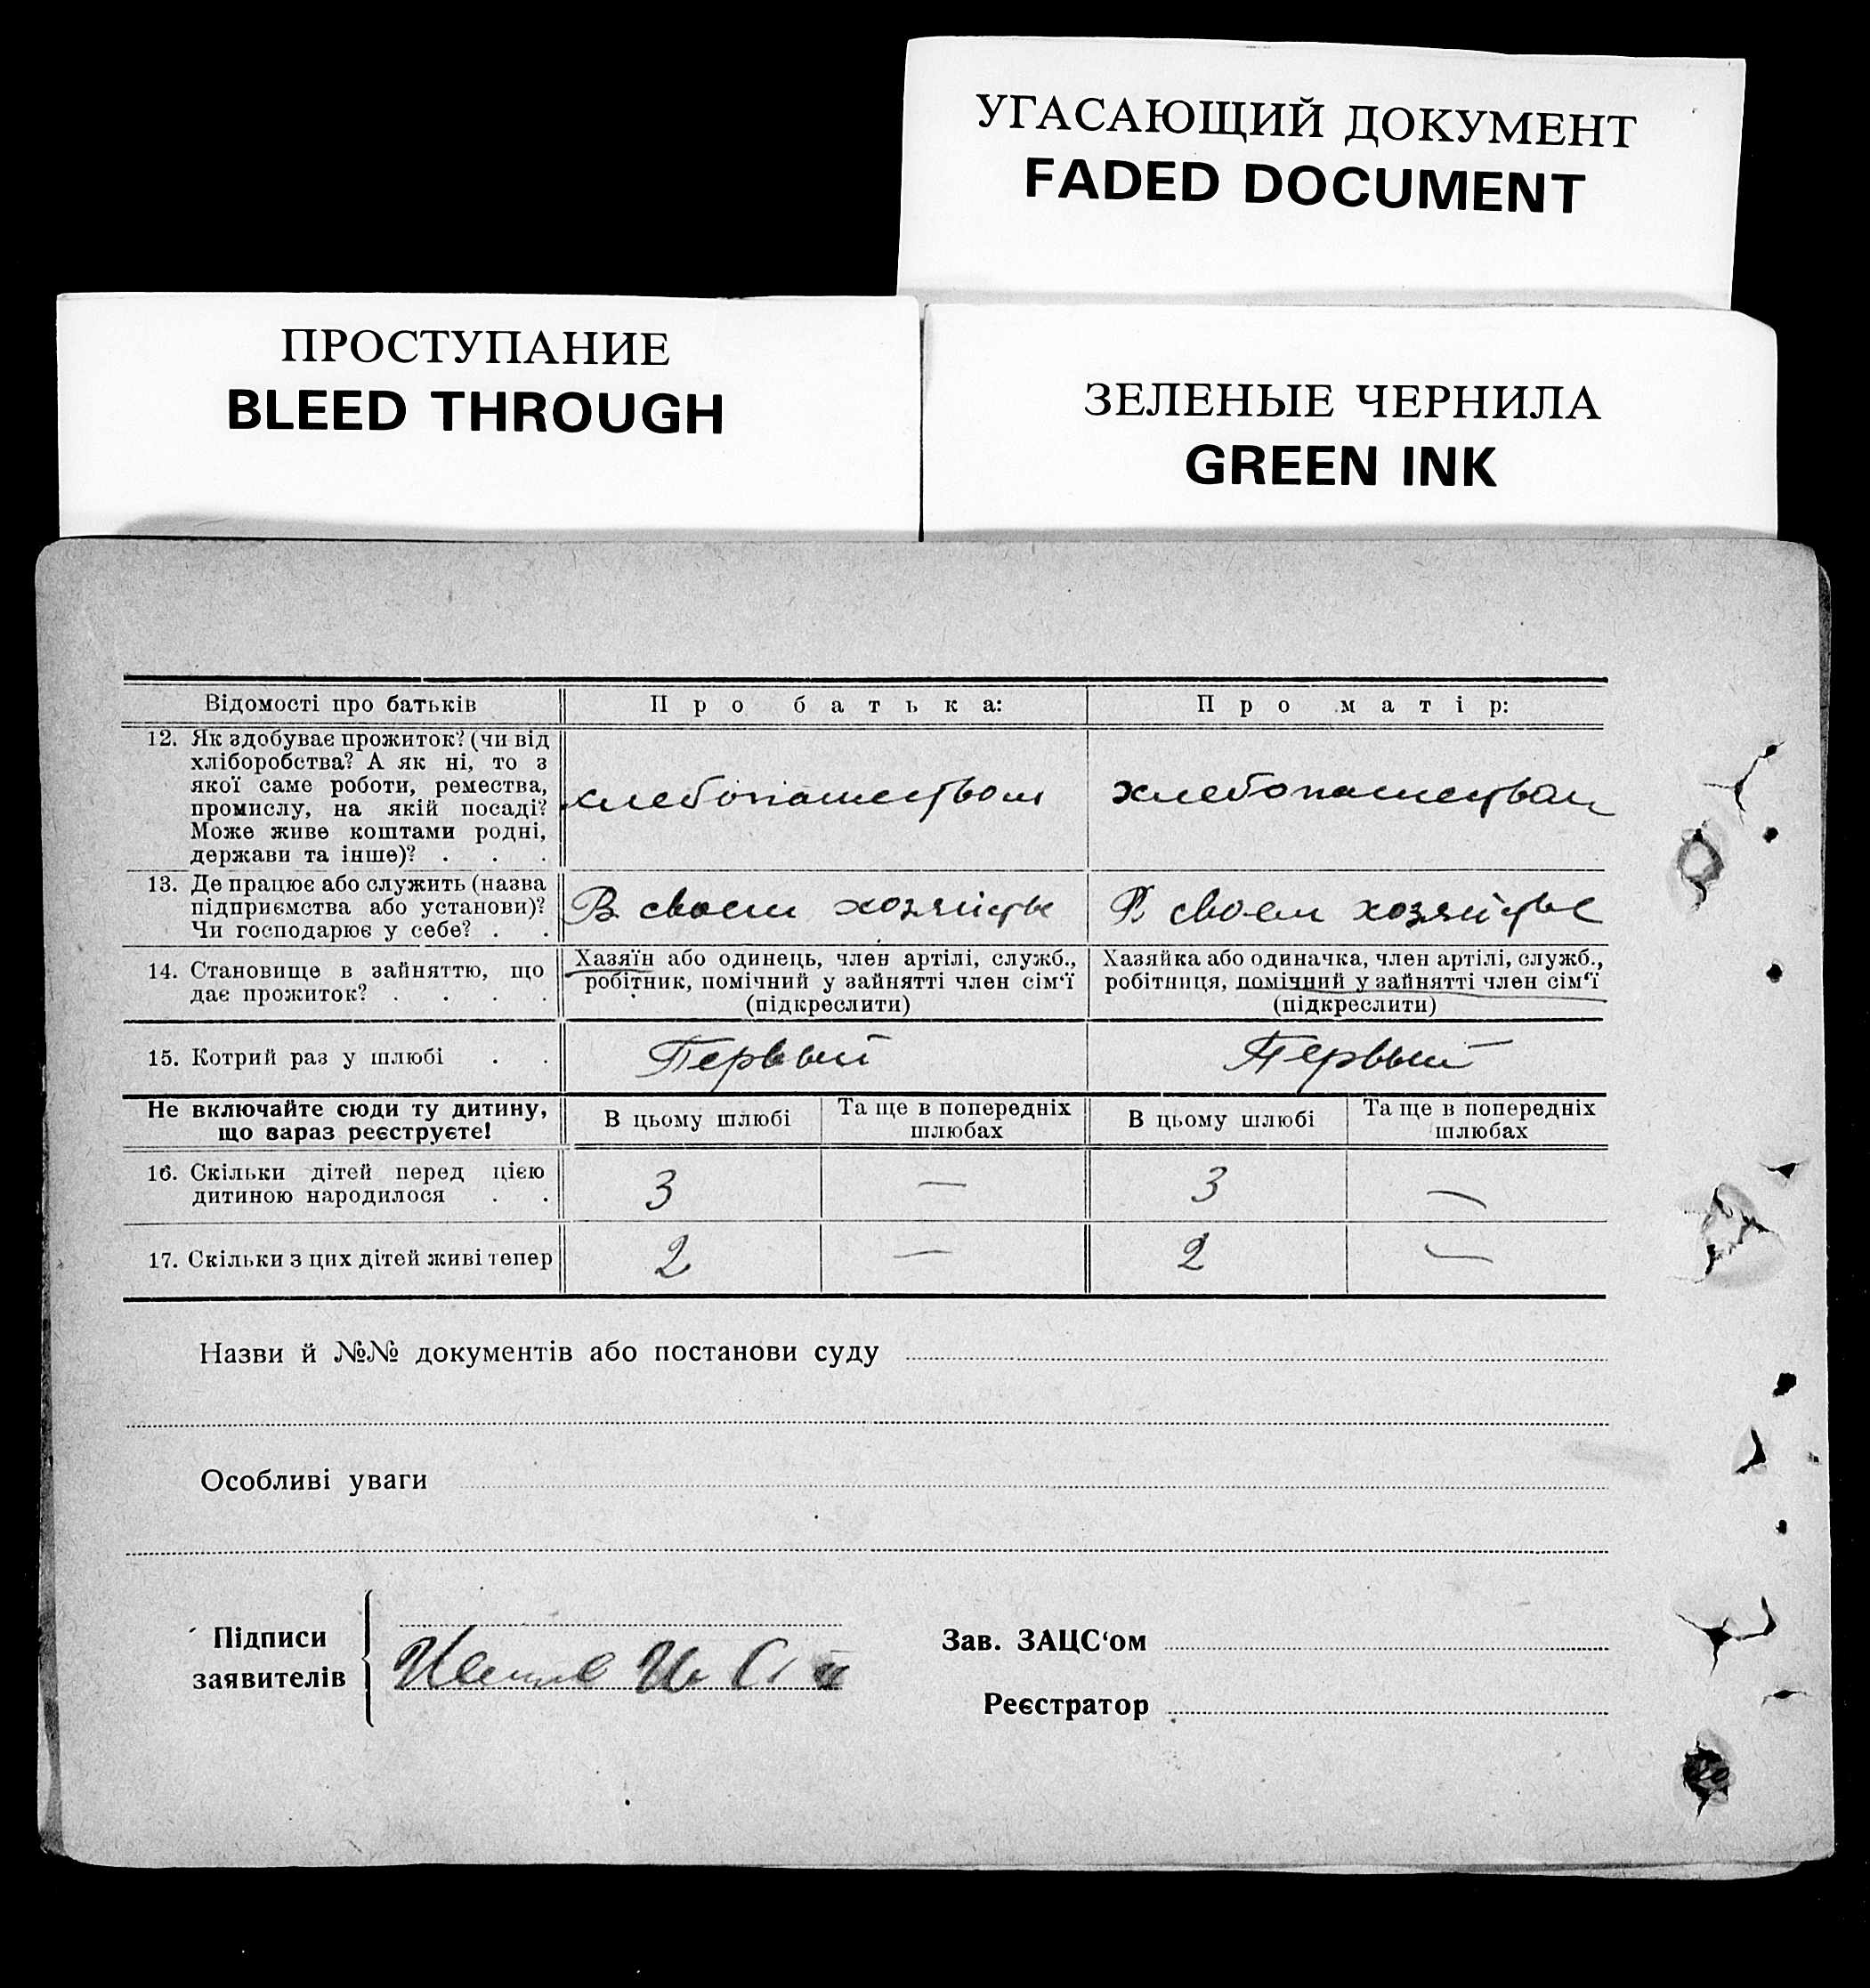 УГАСАЮЩИЙ ДОКУМЕНТ
FADED DOCUMENT
ПРОСТУПАНИЕ
BLEED THROUGH
ЗЕЛЕНЫЕ ЧЕРНИЛА
GREEN INK
Відомості про батьків
Про батька:
Про матір:
12. Як здобуває прожиток? (чи від
хліборобства? А як ні, то з
якої саме роботи, ремества,
промислу, на якій посаді?
Може живе коштами родні,
держави та інше)? . . .
хлебопашеством
хлебопашеством
13. Де працює або служить (назва
підприємства або установи)?
Чи господарює у себе? . .
В своем хозяйстве
В своем хозяйстве
14. Становище в зайняттю, що
дає прожиток? . . . .
Хазяїн або одинець, член артілі, служб.,
робітник, помічний у зайнятті член сім‘ї
(підкреслити)
Хазяйка або одиначка, член артілі, служб.,
робітниця, помічний у зайнятті член сім‘ї
(підкреслити)
15. Котрий раз у шлюбі . .
Первый
Первый
Не включайте сюди ту дитину,
що вараз реєструєте!
В цьому шлюбі
Та ще в попередніх
шлюбах
В цьому шлюбі
Та ще в попередніх
шлюбах
16. Скільки дітей перед цією
дитиною народилося . .
3
—
3
—
17. Скільки з цих дітей живі тепер
2
—
2
—
Назви й №№ документів або постанови суду
Особливі уваги
Підписи
заявителів
Зав. ЗАЦС‘ом
Реєстратор